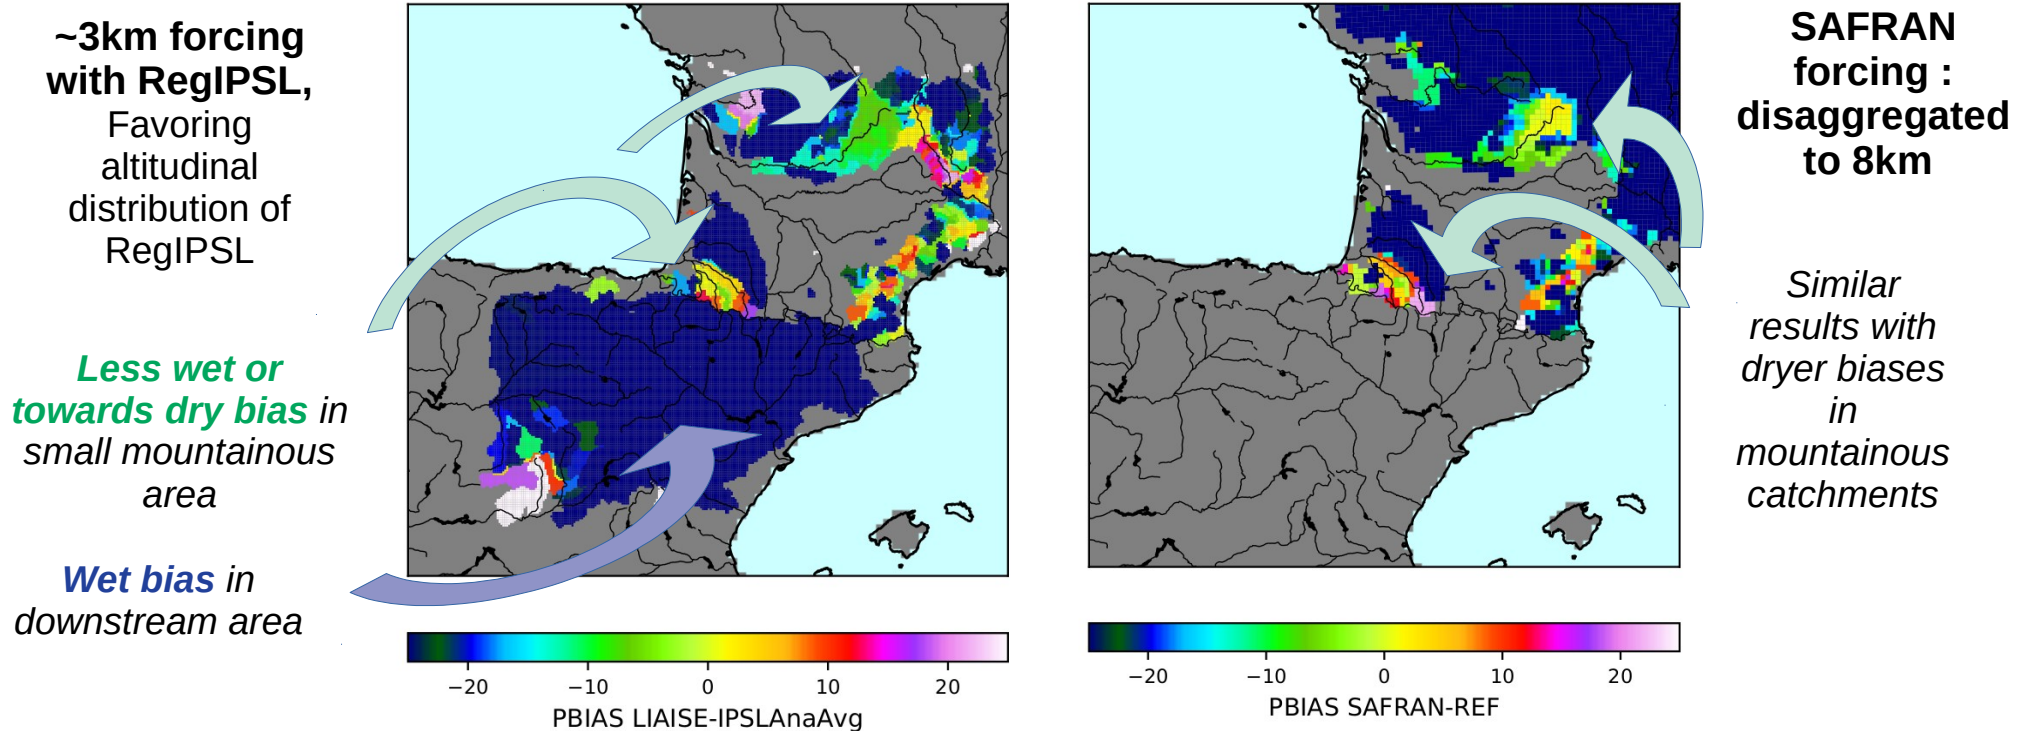 ~3km forcing
with RegIPSL,
Favoring
altitudinal
distribution of
RegIPSL
Less wet or
towards dry bias in
small mountainous
area
Wet bias in
downstream area
−20 −10 0 10 20
PBIAS LIAISE-IPSLAnaAvg
−20 −10 0 10 20
PBIAS SAFRAN-REF
SAFRAN
forcing :
disaggregated
to 8km
Similar
results with
dryer biases
in
mountainous
catchments